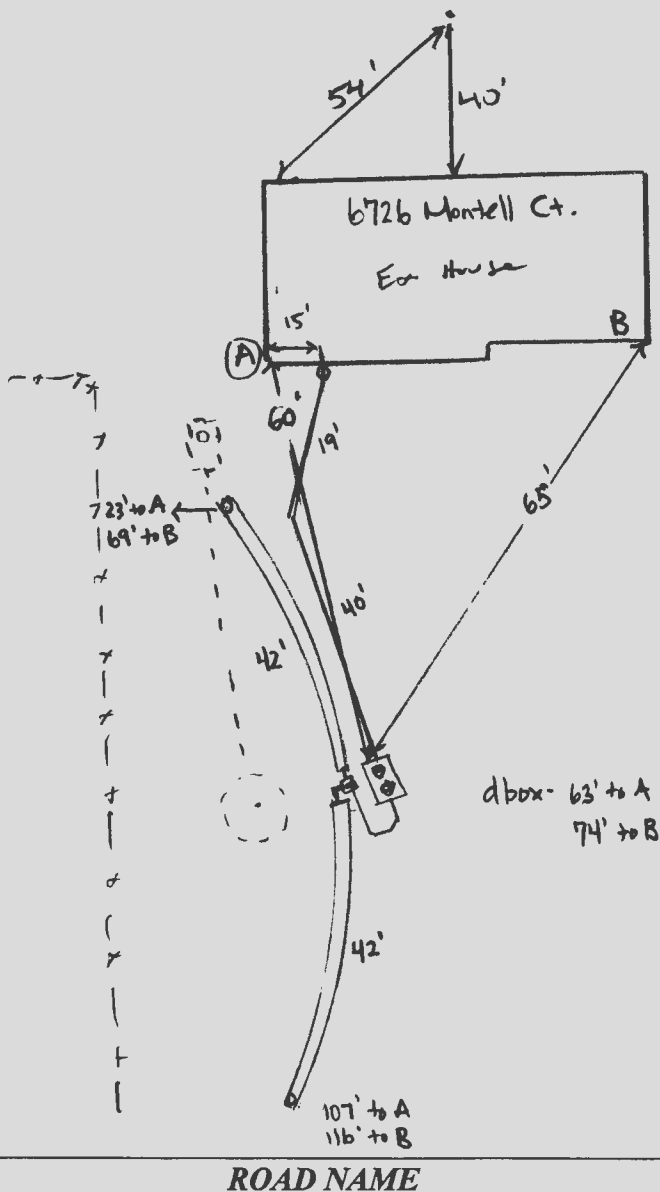 54'
40'
6726 Montell Ct.
Ex House
15'
A
B
60'
19'
65'
23' to A
69' to B
40'
42'
dbox- 63' to A
74' to B
42'
107' to A
116' to B
ROAD NAME